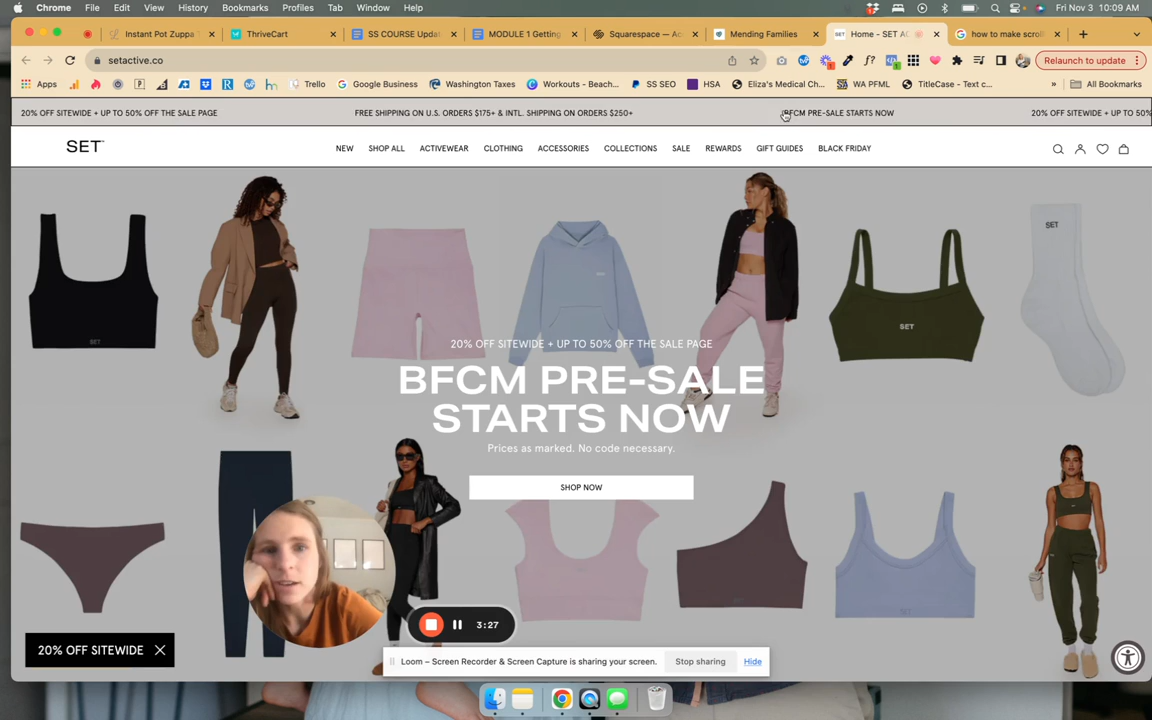 Chrome File Edit View History Bookmarks Profiles Tab Window Help Fri Nov 3 10:09 AM
Instant Pot Zuppa ThriveCart SS COURSE Updat MODULE 1 Getting Squarespace — Ac Mending Families Home - SET AC how to make scroll
setactive.co Relaunch to update
Apps Trello Google Business Washington Taxes Workouts - Beach... SS SEO HSA Eliza's Medical Ch... WA PFML TitleCase - Text c... » All Bookmarks
20% OFF SITEWIDE + UP TO 50% OFF THE SALE PAGE FREE SHIPPING ON U.S. ORDERS $175+ & INTL. SHIPPING ON ORDERS $250+ BFCM PRE-SALE STARTS NOW 20% OFF SITEWIDE + UP TO 50%
SET NEW SHOP ALL ACTIVEWEAR CLOTHING ACCESSORIES COLLECTIONS SALE REWARDS GIFT GUIDES BLACK FRIDAY
SET
SET
20% OFF SITEWIDE + UP TO 50% OFF THE SALE PAGE
BFCM PRE-SALE
STARTS NOW
Prices as marked. No code necessary.
SHOP NOW
3:27
20% OFF SITEWIDE
Loom – Screen Recorder & Screen Capture is sharing your screen. Stop sharing Hide